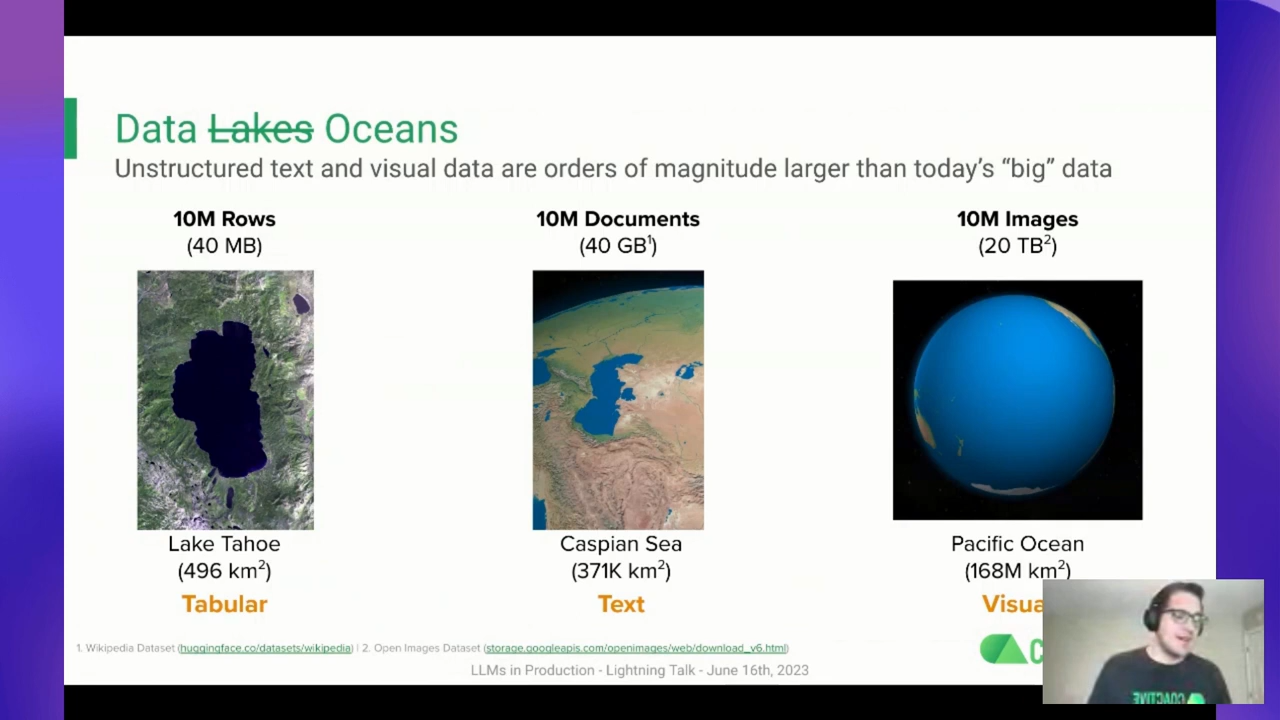 Data Lakes Oceans
Unstructured text and visual data are orders of magnitude larger than today's “big” data
10M Rows
(40 MB)
10M Documents
(40 GB¹)
10M Images
(20 TB²)
Lake Tahoe
(496 km²)
Tabular
Caspian Sea
(371K km²)
Text
Pacific Ocean
(168M km²)
1. Wikipedia Dataset (huggingface.co/datasets/wikipedia) | 2. Open Images Dataset (storage.googleapis.com/openimages/web/download_v6.html)
LLMs in Production - Lightning Talk - June 16th, 2023
COACTIVE